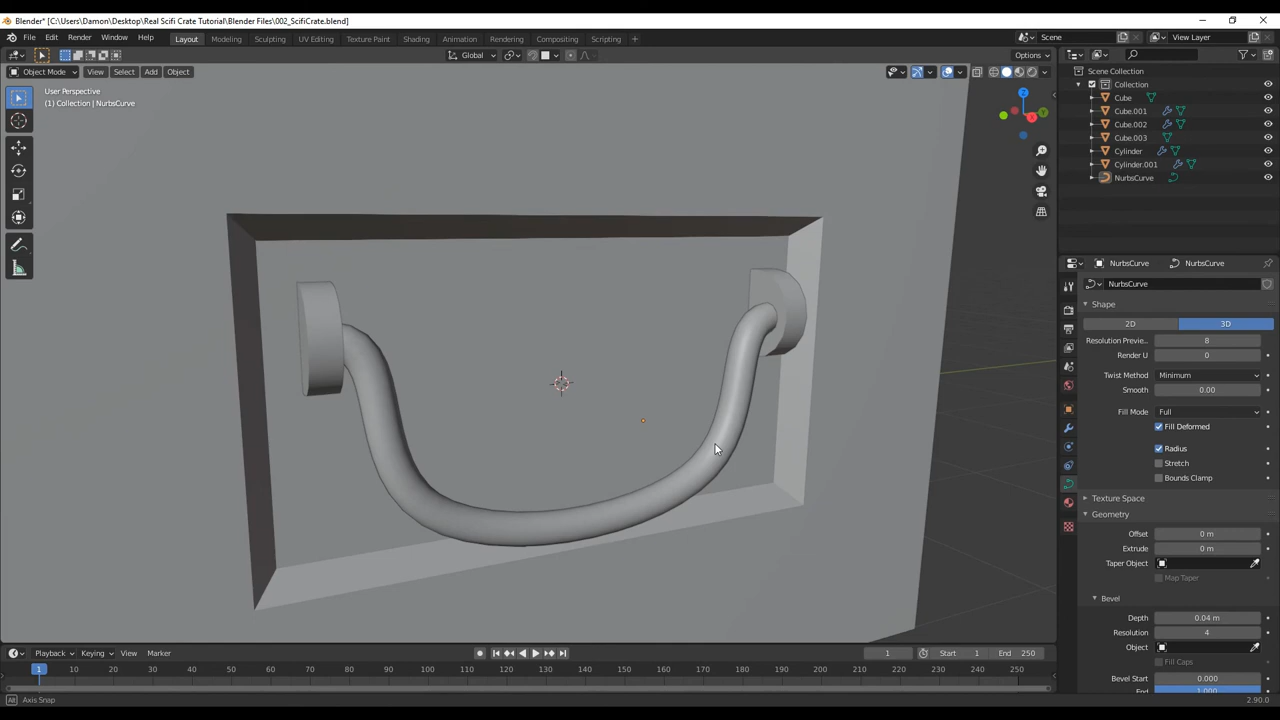 Blender* [C:\Users\Damon\Desktop\Real Scifi Crate Tutorial\Blender Files\002_ScifiCrate.blend]
File Edit Render Window Help Layout Modeling Sculpting UV Editing Texture Paint Shading Animation Rendering Compositing Scripting Scene View Layer
Global Options
Object Mode View Select Add Object
User Perspective
(1) Collection | NurbsCurve
Z
X
Y
Scene Collection
Collection
Cube
Cube.001
Cube.002
Cube.003
Cylinder
Cylinder.001
NurbsCurve
NurbsCurve NurbsCurve
NurbsCurve
Shape
2D 3D
Resolution Previe... 8
Render U 0
Twist Method Minimum
Smooth 0.00
Fill Mode Full
Fill Deformed
Radius
Stretch
Bounds Clamp
Texture Space
Geometry
Offset 0 m
Extrude 0 m
Taper Object
Map Taper
Bevel
Depth 0.04 m
Resolution 4
Object
Fill Caps
Bevel Start 0.000
End 1.000
Playback Keying View Marker 1 Start 1 End 250
1 10 20 30 40 50 60 70 80 90 100 110 120 130 140 150 160 170 180 190 200 210 220 230 240 250
Alt Axis Snap 2.90.0